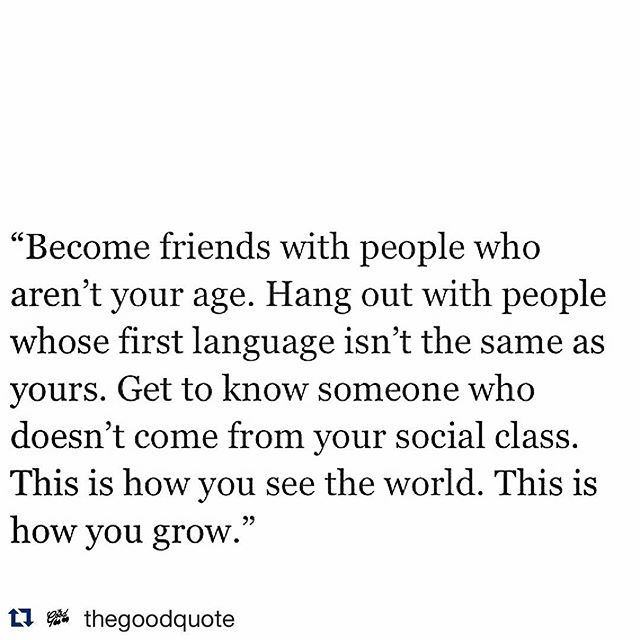 “Become friends with people who
aren’t your age. Hang out with people
whose first language isn’t the same as
yours. Get to know someone who
doesn’t come from your social class.
This is how you see the world. This is
how you grow.”
thegoodquote